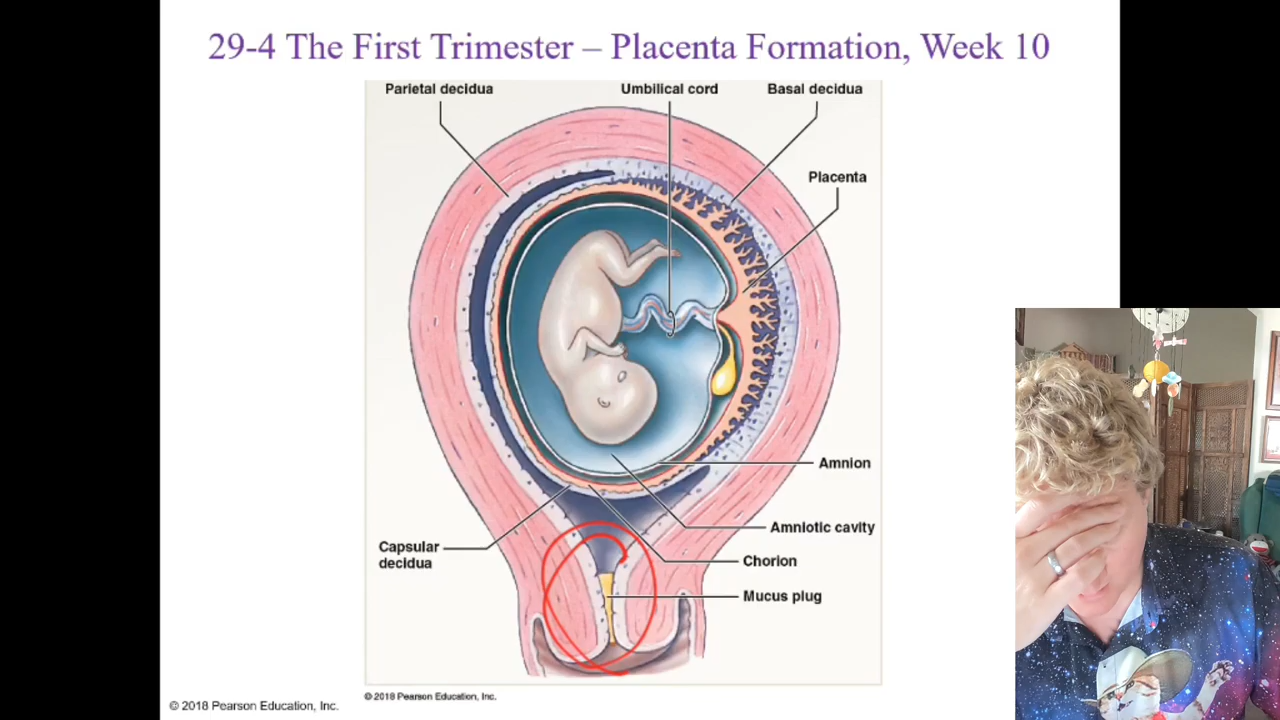 29-4 The First Trimester – Placenta Formation, Week 10
Parietal decidua
Umbilical cord
Basal decidua
Placenta
Amnion
Amniotic cavity
Capsular
decidua
Chorion
Mucus plug
© 2018 Pearson Education, Inc.
© 2018 Pearson Education, Inc.